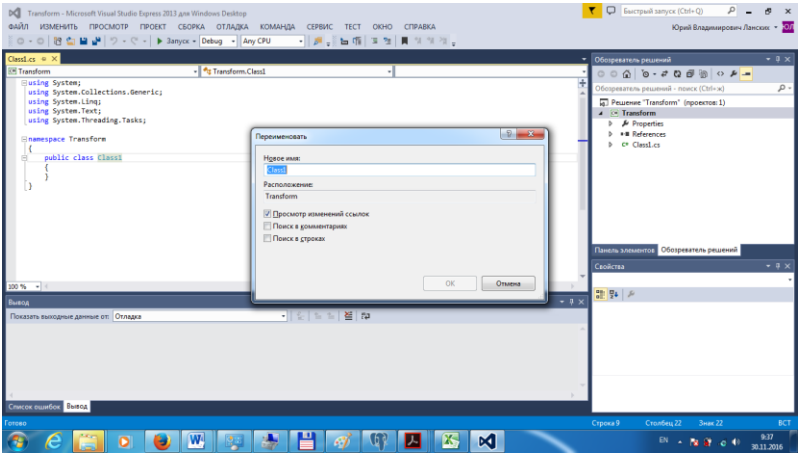 Transform - Microsoft Visual Studio Express 2013 для Windows Desktop
Быстрый запуск (Ctrl+Q)
ФАЙЛ ИЗМЕНИТЬ ПРОСМОТР ПРОЕКТ СБОРКА ОТЛАДКА КОМАНДА СЕРВИС ТЕСТ ОКНО СПРАВКА
Юрий Владимирович Ланских ЮЛ
Запуск Debug Any CPU
Class1.cs
Transform Transform.Class1
using System;
using System.Collections.Generic;
using System.Linq;
using System.Text;
using System.Threading.Tasks;
namespace Transform
{
public class Class1
{
}
}
100 %
Переименовать
Новое имя:
Class1
Расположение:
Transform
Просмотр изменений ссылок
Поиск в комментариях
Поиск в строках
OK Отмена
Обозреватель решений
Обозреватель решений - поиск (Ctrl+ж)
Решение "Transform" (проектов: 1)
Transform
Properties
References
Class1.cs
Панель элементов Обозреватель решений
Свойства
Вывод
Показать выходные данные от: Отладка
Список ошибок Вывод
Готово Строка 9 Столбец 22 Знак 22 ВСТ
EN 9:37
30.11.2016